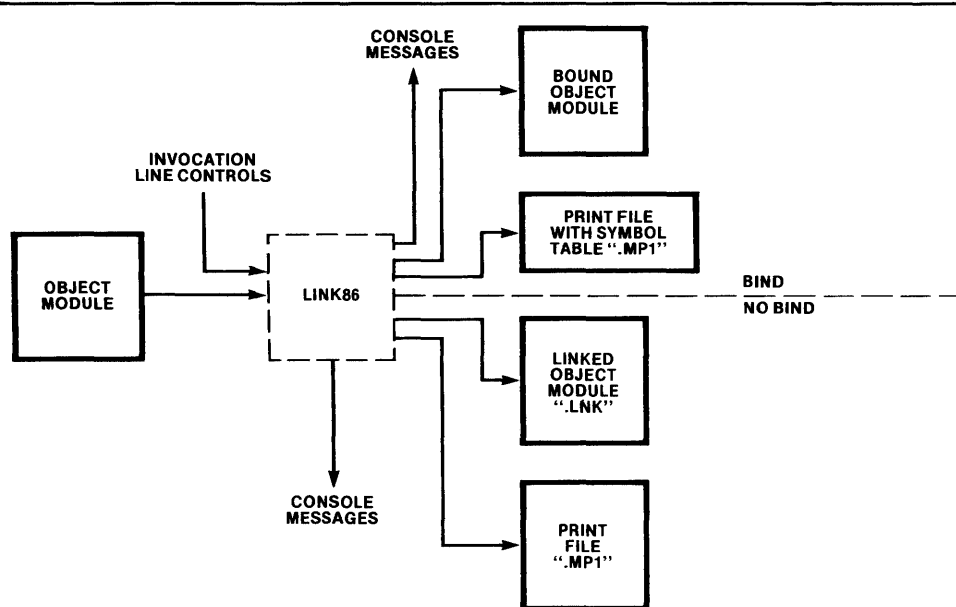 CONSOLE
MESSAGES
BOUND
OBJECT
MODULE
INVOCATION
LINE CONTROLS
PRINT FILE
WITH SYMBOL
TABLE “.MP1”
OBJECT
MODULE
LINK86
BIND
NO BIND
LINKED
OBJECT
MODULE
“.LNK”
CONSOLE
MESSAGES
PRINT
FILE
“.MP1”